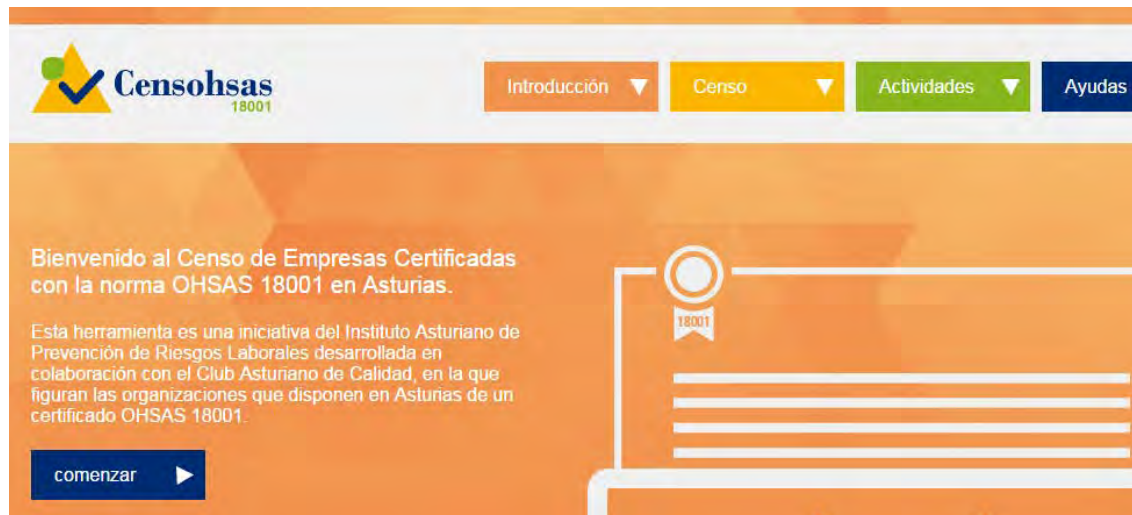 Censohsas
18001
Introducción
Censo
Actividades
Ayudas
Bienvenido al Censo de Empresas Certificadas
con la norma OHSAS 18001 en Asturias.
Esta herramienta es una iniciativa del Instituto Asturiano de
Prevención de Riesgos Laborales desarrollada en
colaboración con el Club Asturiano de Calidad, en la que
figuran las organizaciones que disponen en Asturias de un
certificado OHSAS 18001.
18001
comenzar